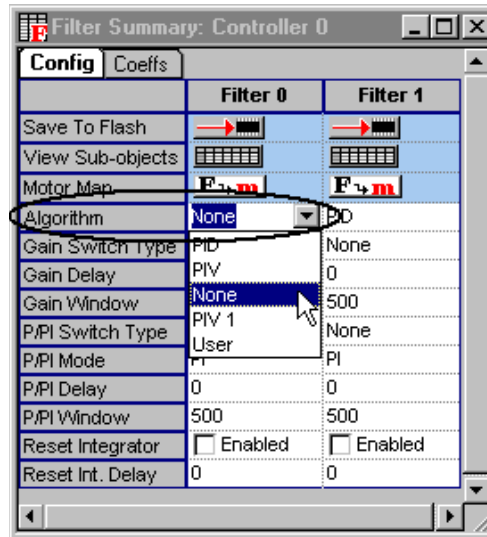 Filter Summary: Controller 0
Config Coeffs
Filter 0 Filter 1
Save To Flash
View Sub-objects
Motor Map F m F m
Algorithm None PID
Gain Switch Type PID None
Gain Delay PIV 0
Gain Window None 500
P/PI Switch Type PIV 1 None
User
P/PI Mode PI PI
P/PI Delay 0 0
P/PI Window 500 500
Reset Integrator Enabled Enabled
Reset Int. Delay 0 0